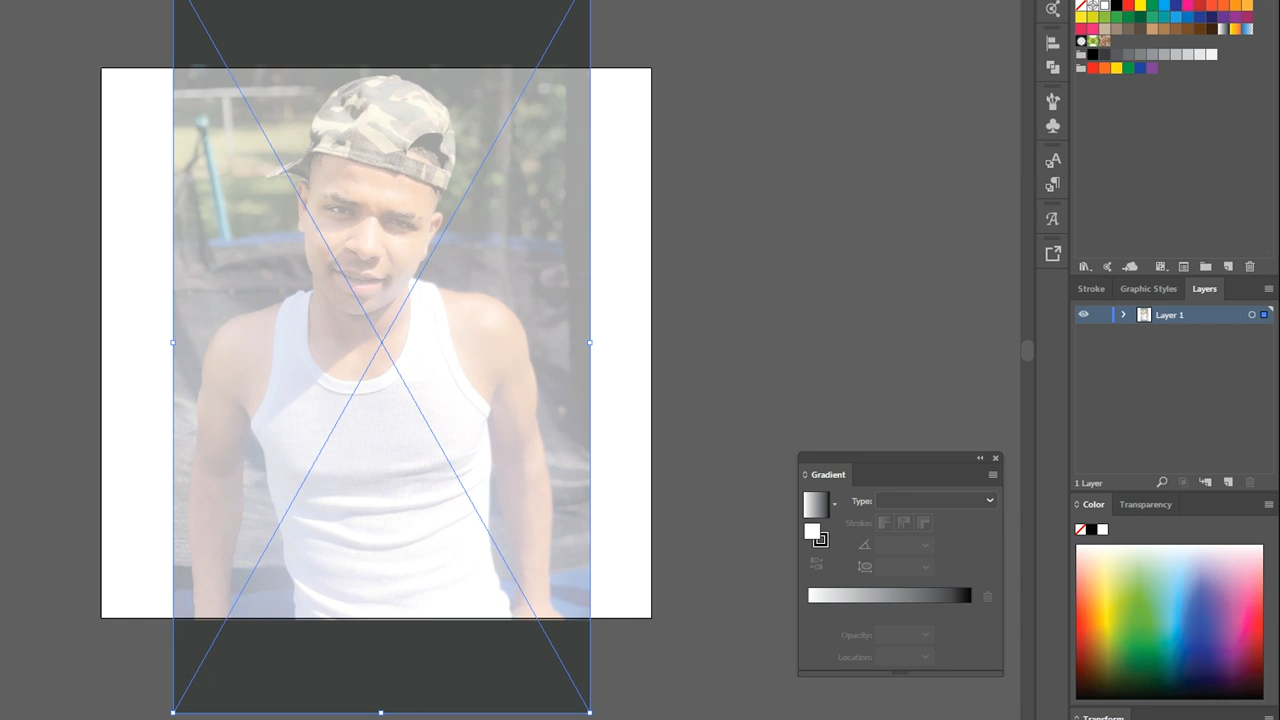 Stroke Graphic Styles Layers
Layer 1
1 Layer
Gradient
Type:
Stroke:
Opacity:
Location:
Color Transparency
Transform